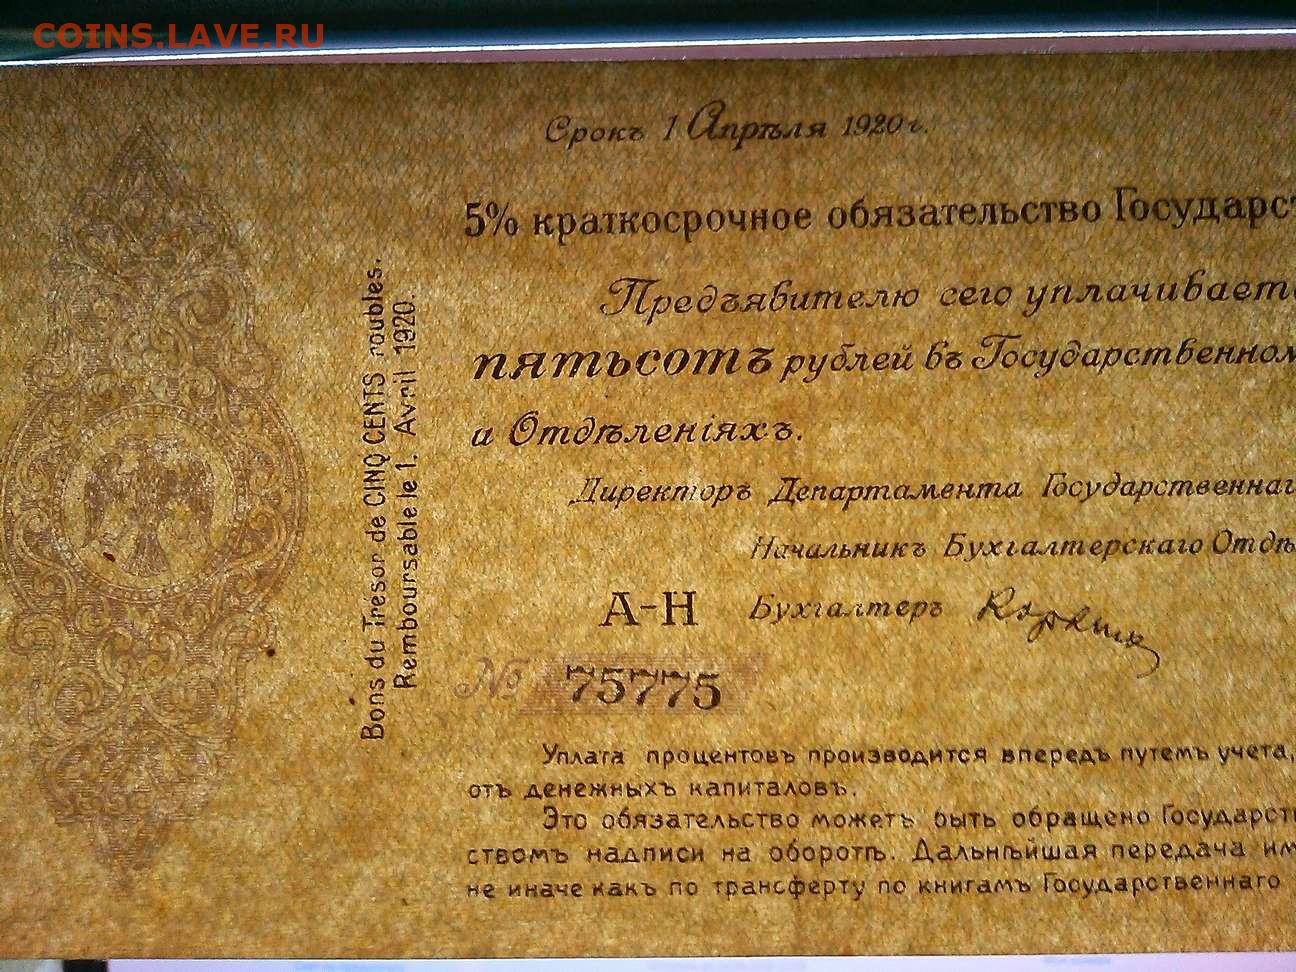 COINS.LAVE.RU
Срокъ 1 Апрѣля 1920 г.
5% краткосрочное обязательство Государст
Предъявителю сего уплачивает
пятьсотъ рублей въ Государственном
и Отдѣленіяхъ.
Директоръ Департамента Государственнаг
Начальникъ Бухгалтерскаго Отдѣ
А-Н Бухгалтеръ
№ 75775
Уплата процентовъ производится впередъ путемъ учета,
отъ денежныхъ капиталовъ.
Это обязательство можетъ быть обращено Государст
ствомъ надписи на оборотѣ. Дальнѣйшая передача им
не иначе какъ по трансферту по книгамъ Государственнаго
Bons du Trésor de CINQ CENTS roubles.
Remboursable le 1. Avril 1920.